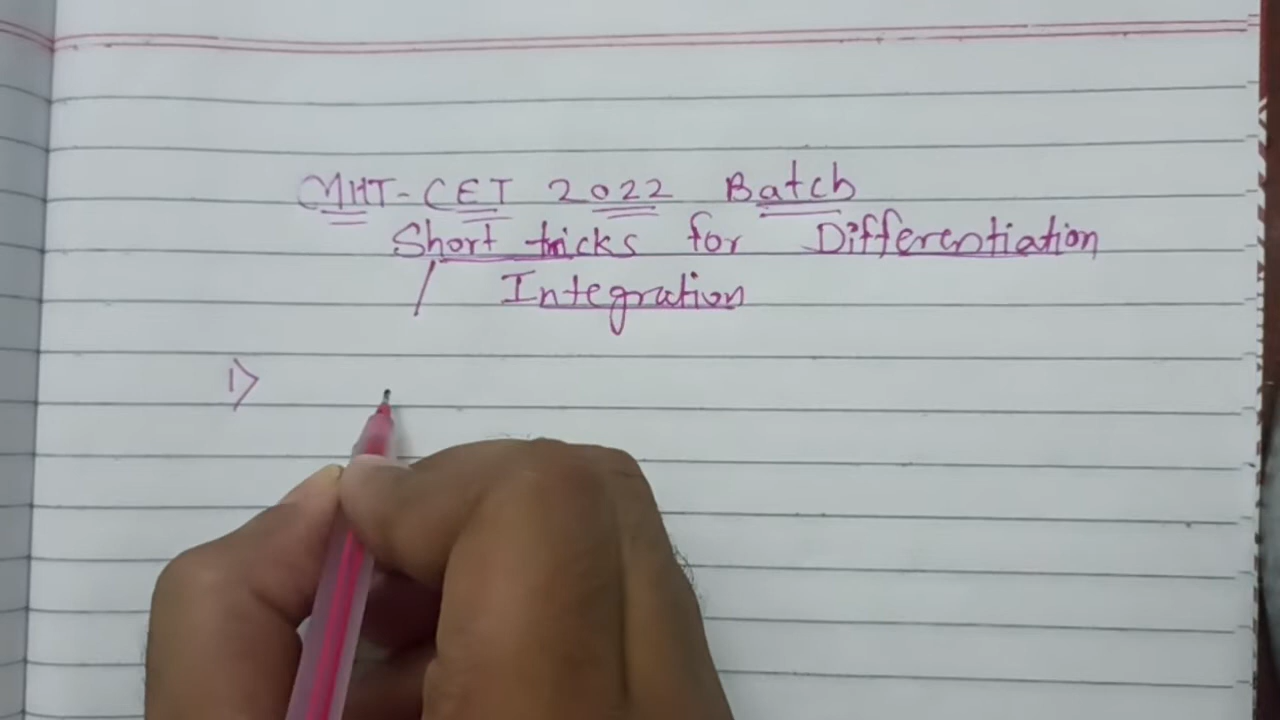 MHT-CET 2022 Batch
Short tricks for Differentiation
/ Integration
1)